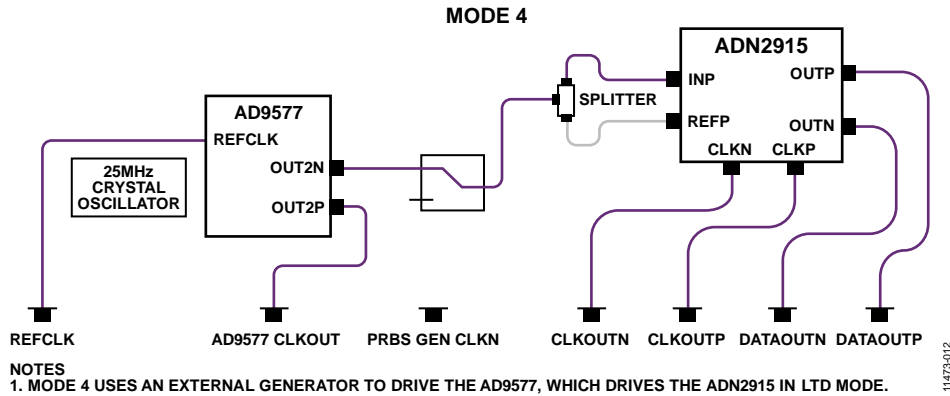 MODE 4
ADN2915
INP
OUTP
SPLITTER
AD9577
REFP
OUTN
REFCLK
CLKN
CLKP
25MHz
CRYSTAL
OSCILLATOR
OUT2N
OUT2P
REFCLK
AD9577 CLKOUT
PRBS GEN CLKN
CLKOUTN
CLKOUTP
DATAOUTN
DATAOUTP
NOTES
1. MODE 4 USES AN EXTERNAL GENERATOR TO DRIVE THE AD9577, WHICH DRIVES THE ADN2915 IN LTD MODE.
11473-012